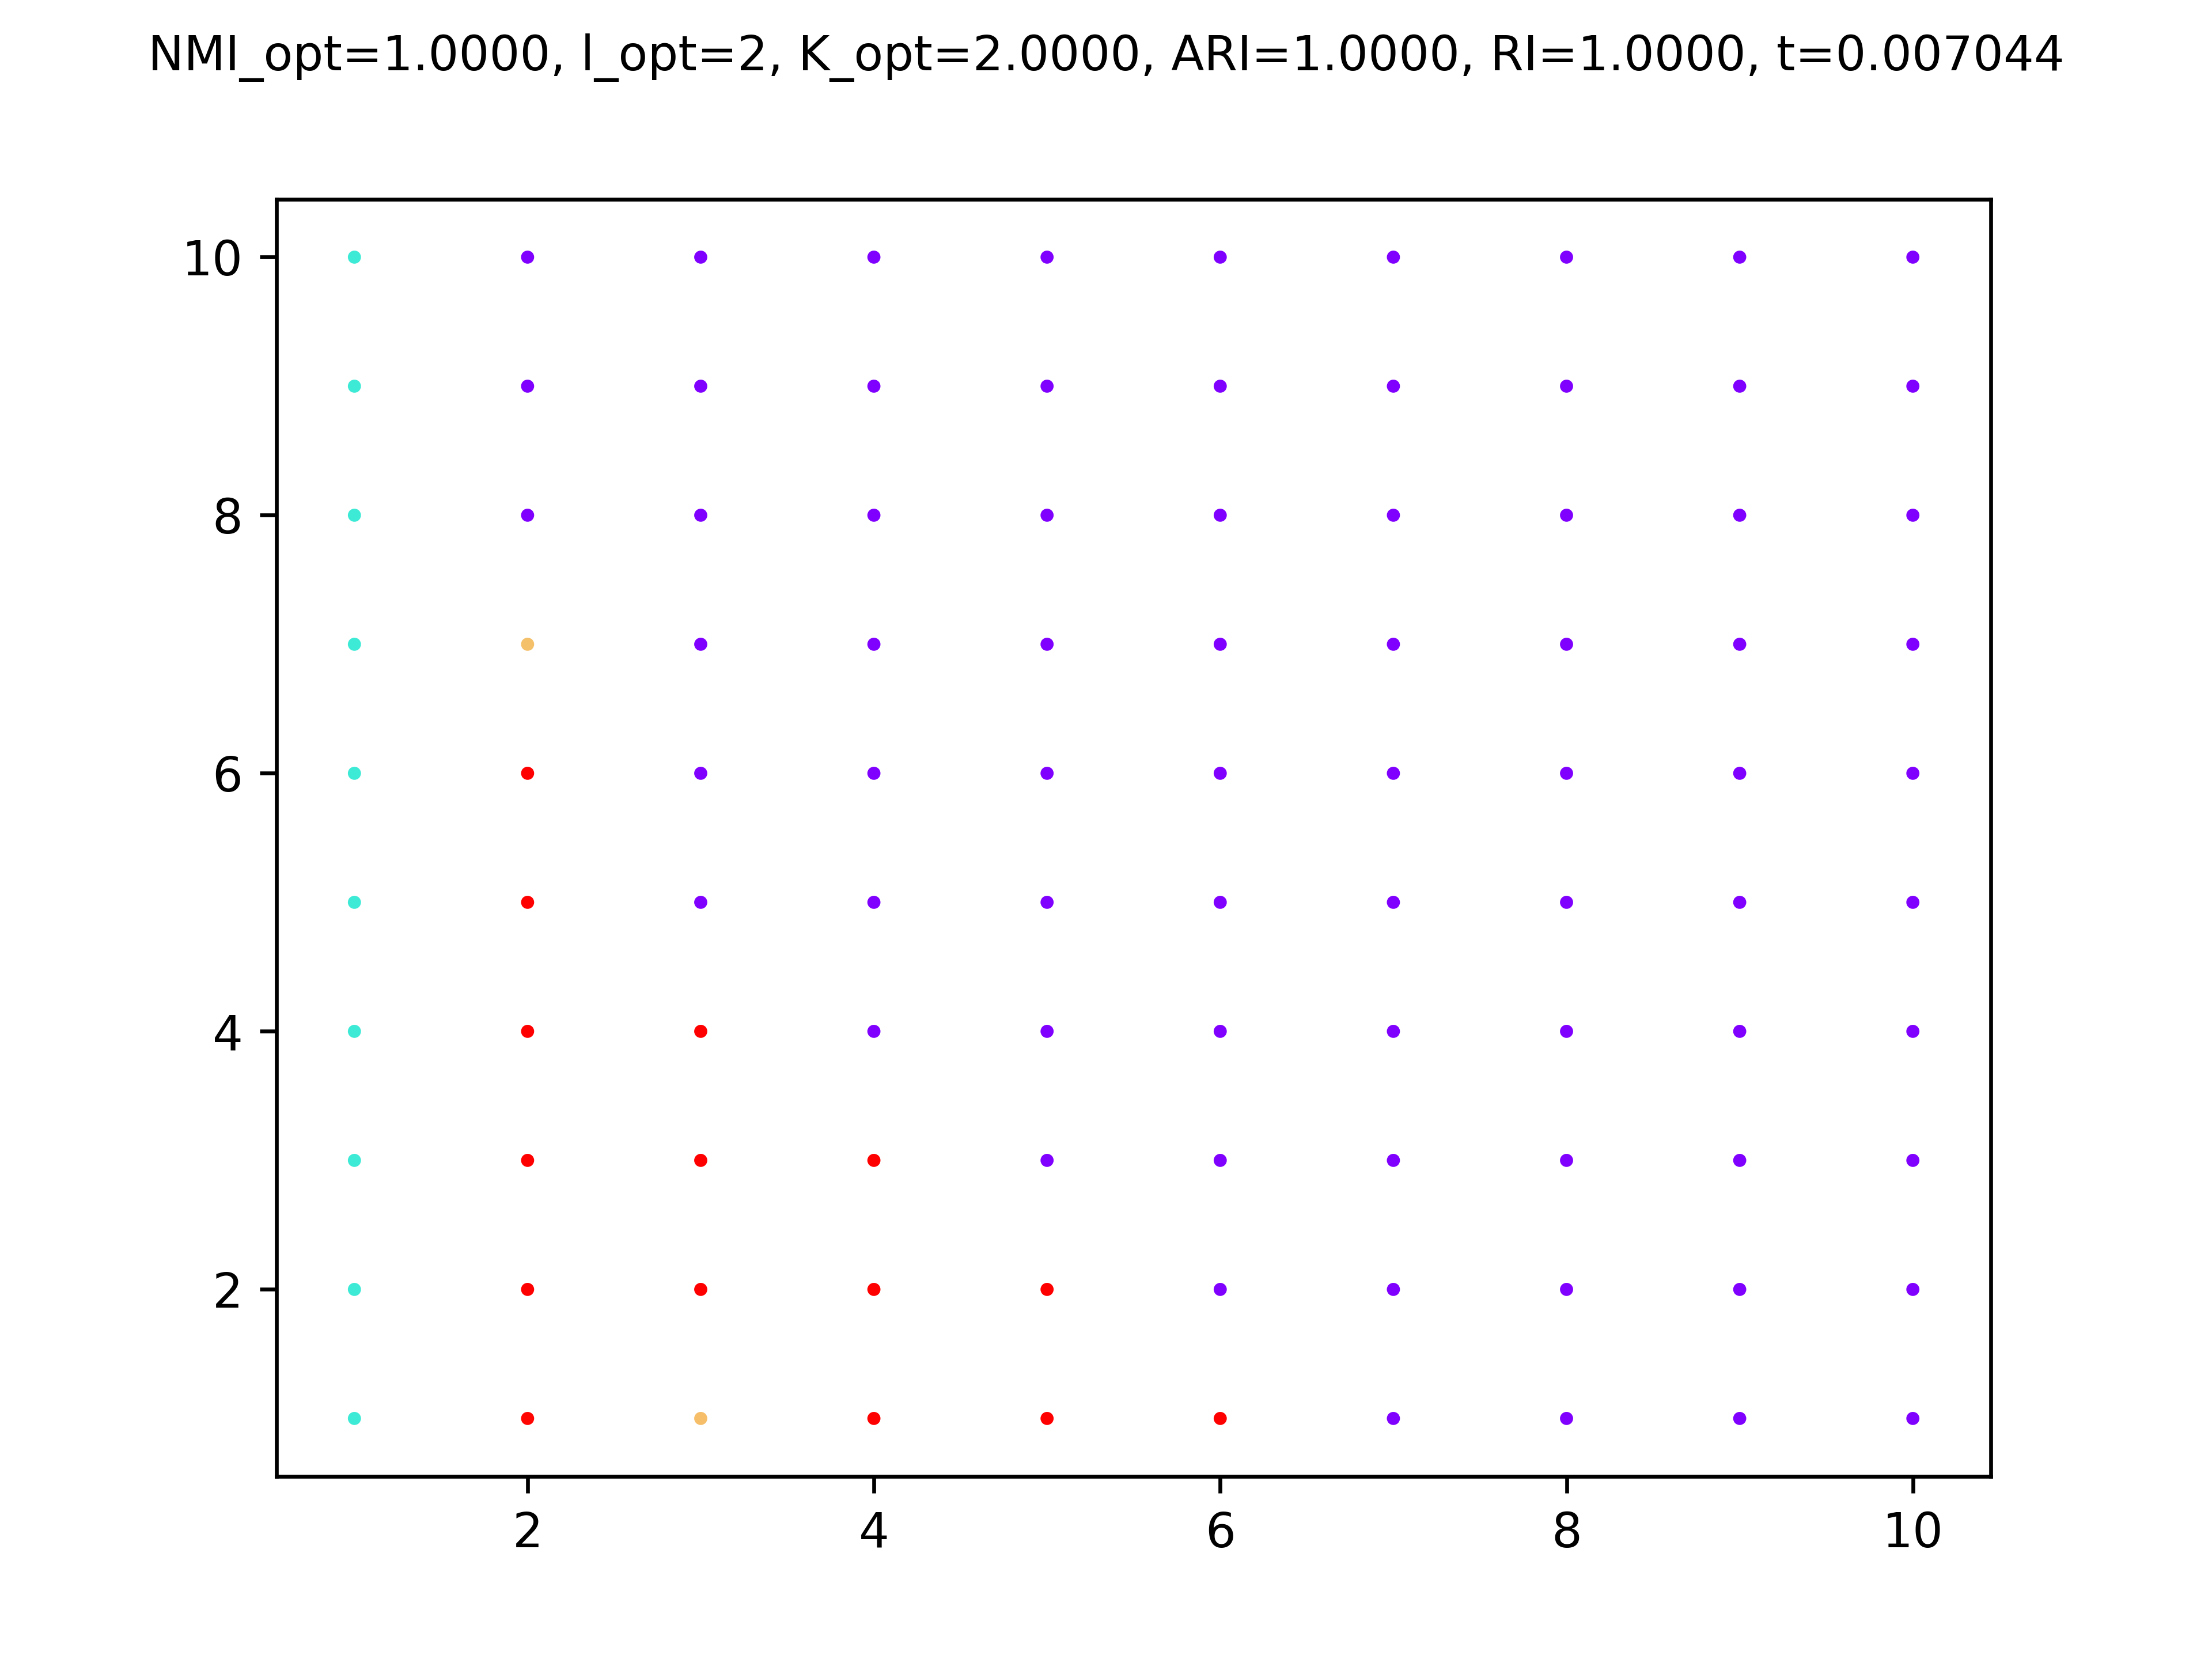 NMI_opt=1.0000, l_opt=2, K_opt=2.0000, ARI=1.0000, RI=1.0000, t=0.007044
10
8
6
4
2
2 4 6 8 10